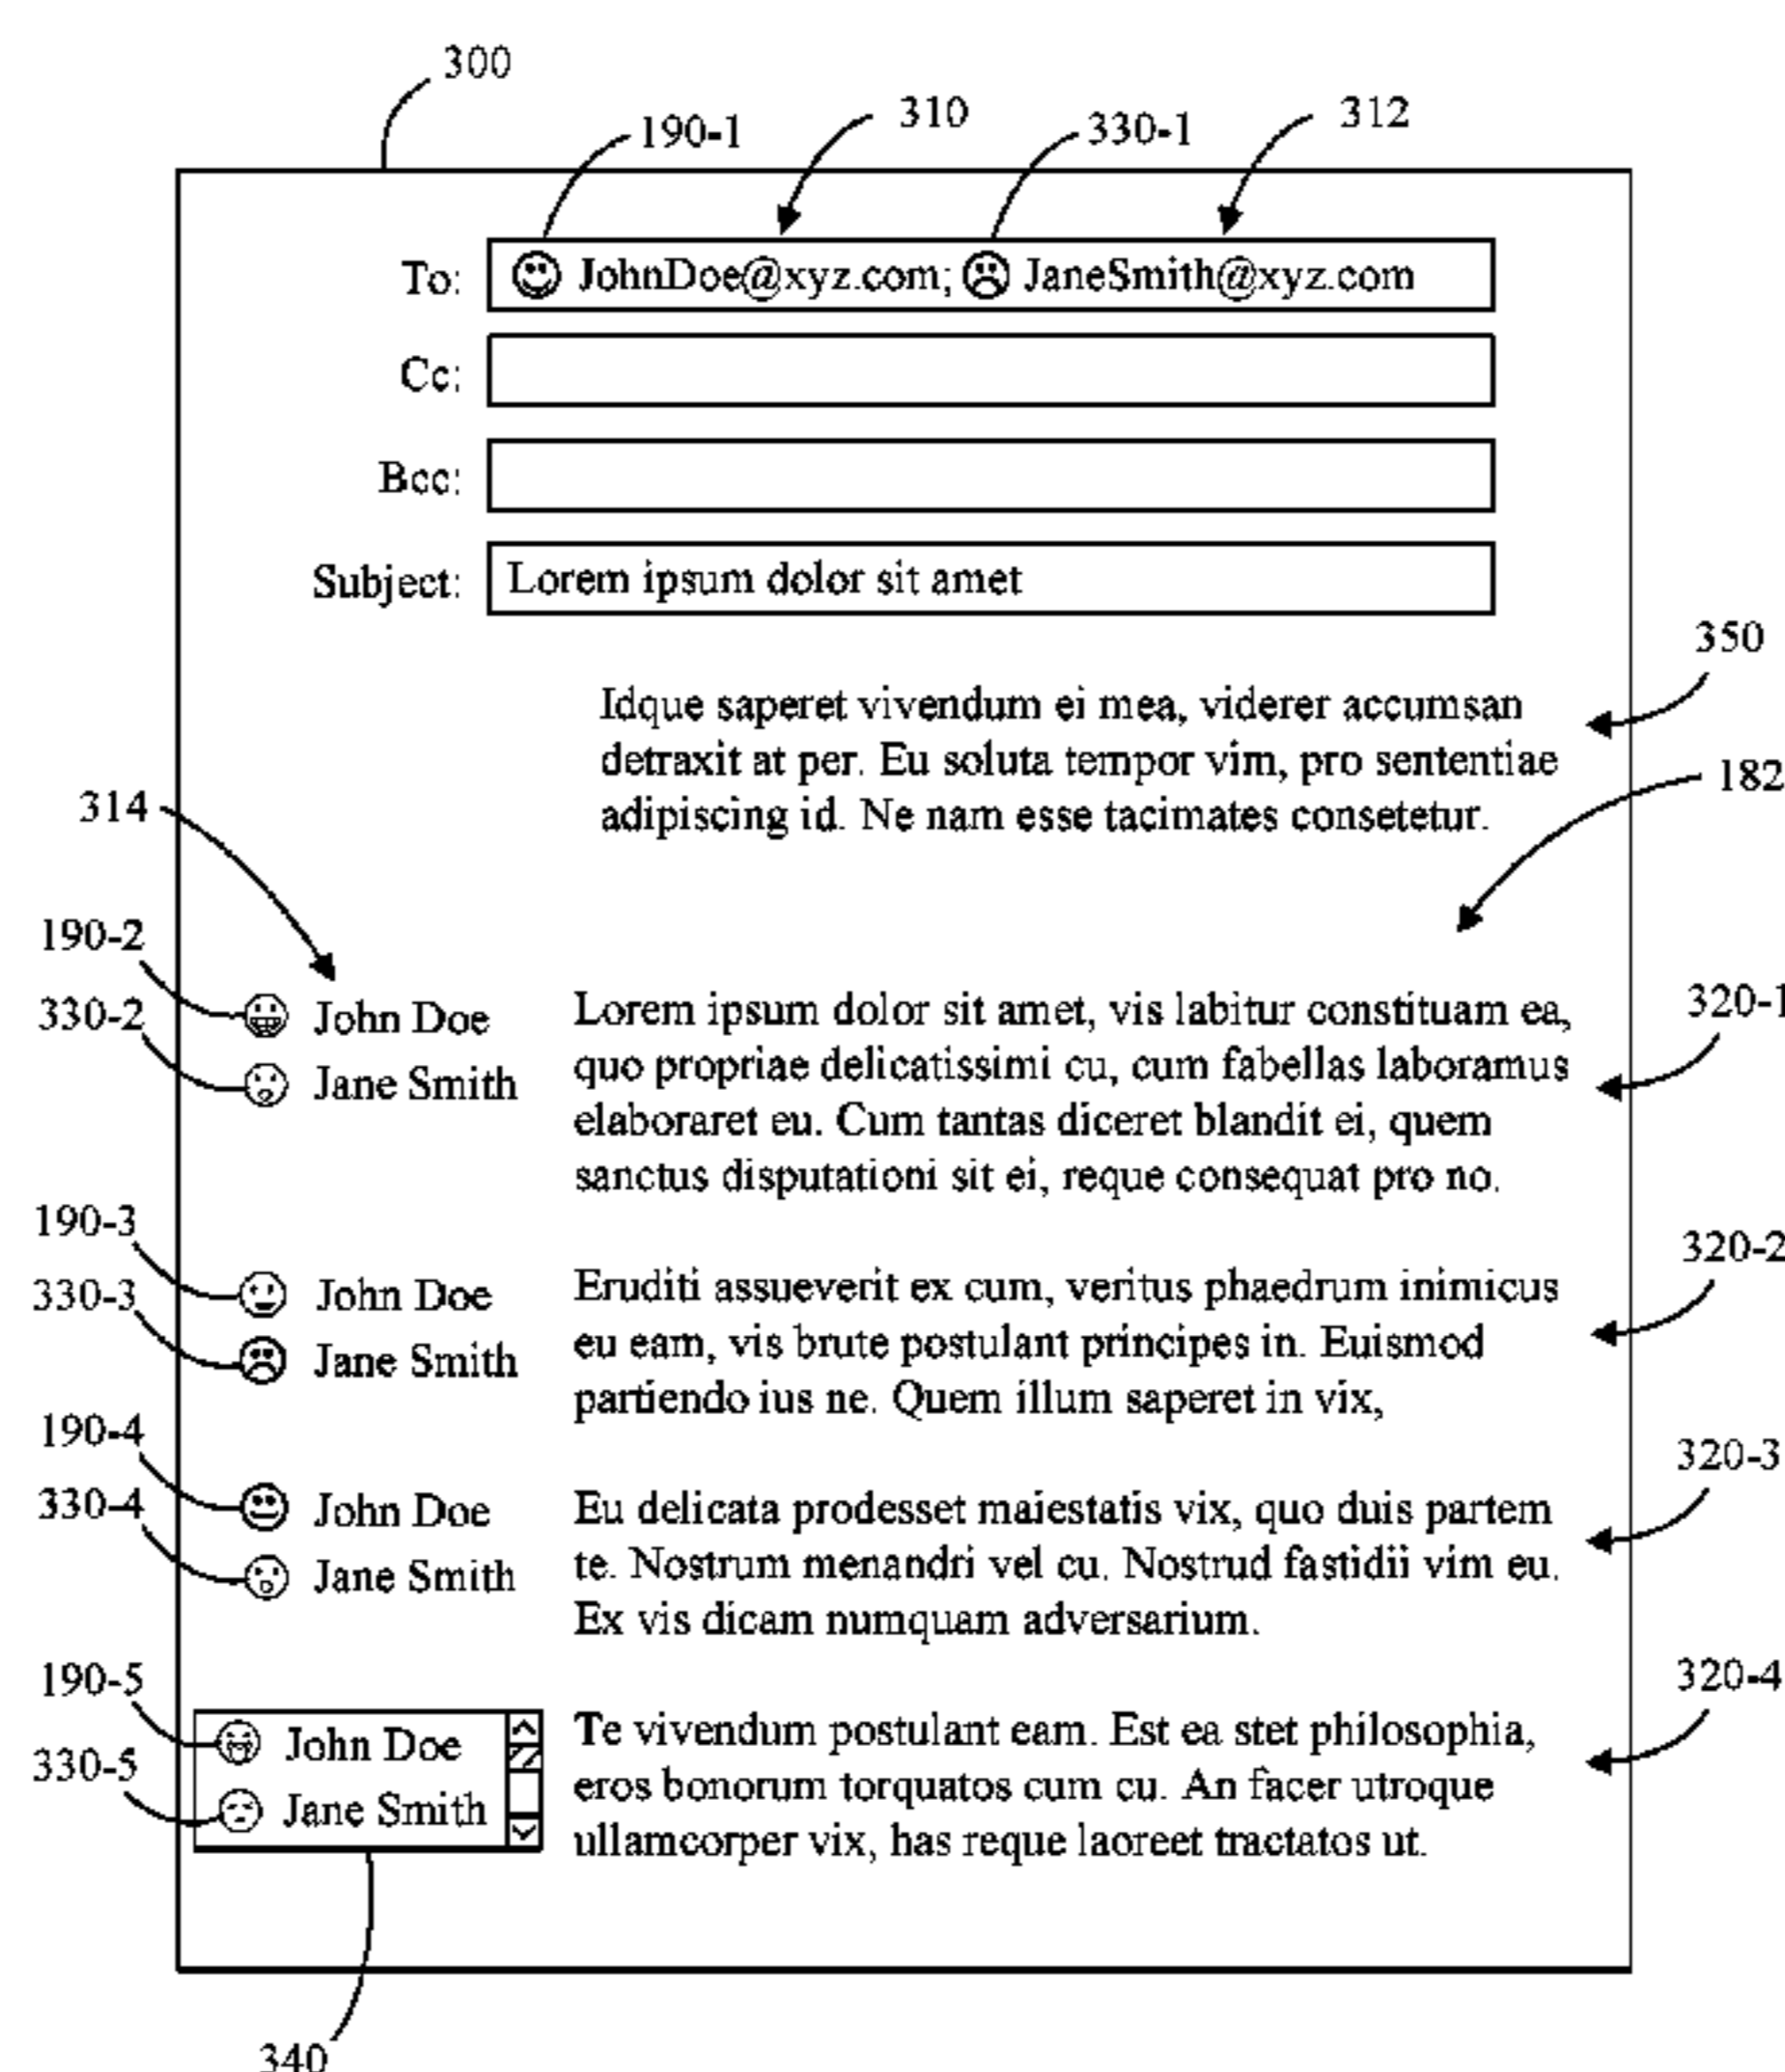 300
190-1
310
330-1
312
To: JohnDoe@xyz.com; JaneSmith@xyz.com
Cc:
Bcc:
Subject: Lorem ipsum dolor sit amet
350
Idque saperet vivendum ei mea, viderer accumsan
detraxit at per. Eu soluta tempor vim, pro sententiae
adipiscing id. Ne nam esse tacimates consetetur.
182
314
190-2
330-2
John Doe
Jane Smith
Lorem ipsum dolor sit amet, vis labitur constituam ea,
quo propriae delicatissimi cu, cum fabellas laboramus
elaboraret eu. Cum tantas diceret blandit ei, quem
sanctus disputationi sit ei, reque consequat pro no.
320-1
190-3
330-3
John Doe
Jane Smith
Eruditi assueverit ex cum, veritus phaedrum inimicus
eu eam, vis brute postulant principes in. Euismod
partiendo ius ne. Quem illum saperet in vix,
320-2
190-4
330-4
John Doe
Jane Smith
Eu delicata prodesset maiestatis vix, quo duis partem
te. Nostrum menandri vel cu. Nostrud fastidii vim eu.
Ex vis dicam numquam adversarium.
320-3
190-5
330-5
John Doe
Jane Smith
Te vivendum postulant eam. Est ea stet philosophia,
eros bonorum torquatos cum cu. An facer utroque
ullamcorper vix, has reque laoreet tractatos ut.
320-4
340